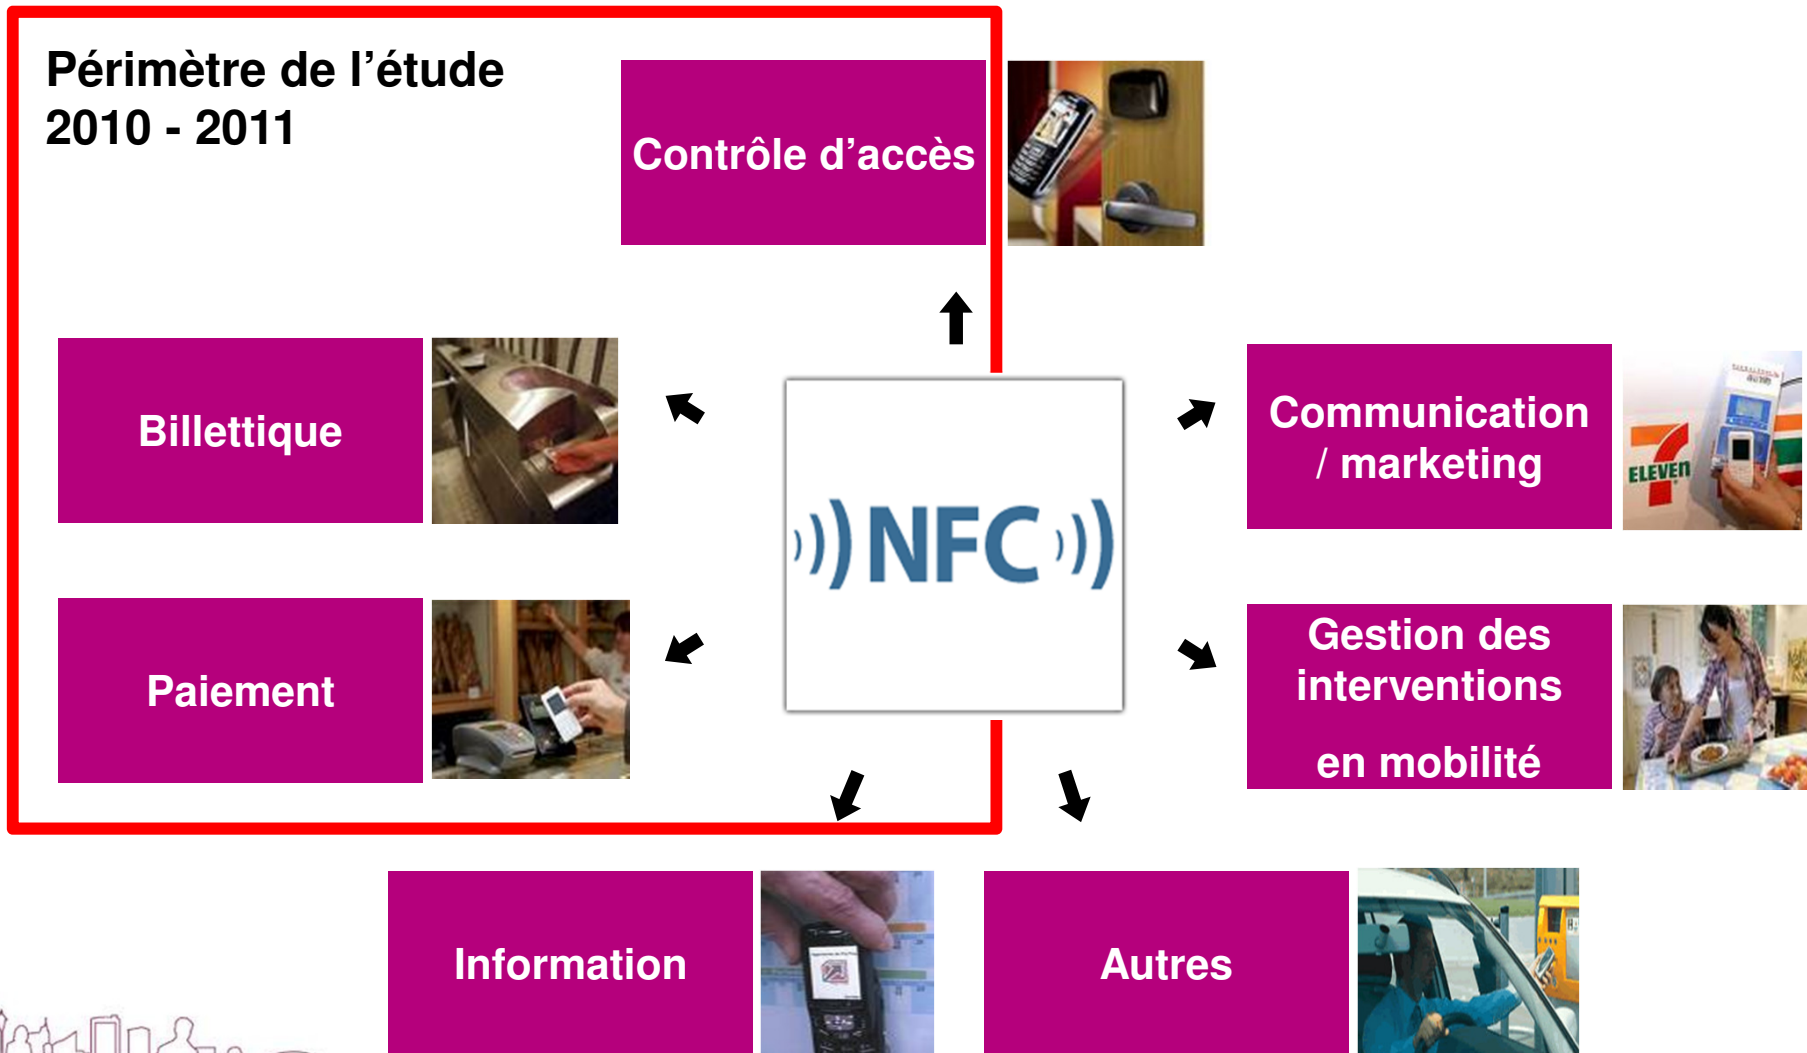 Périmètre de l’étude
2010 - 2011
Contrôle d’accès
Billettique
Communication
/ marketing
7
ELEVEN
))) NFC )))
Paiement
Gestion des
interventions
en mobilité
Information
Autres